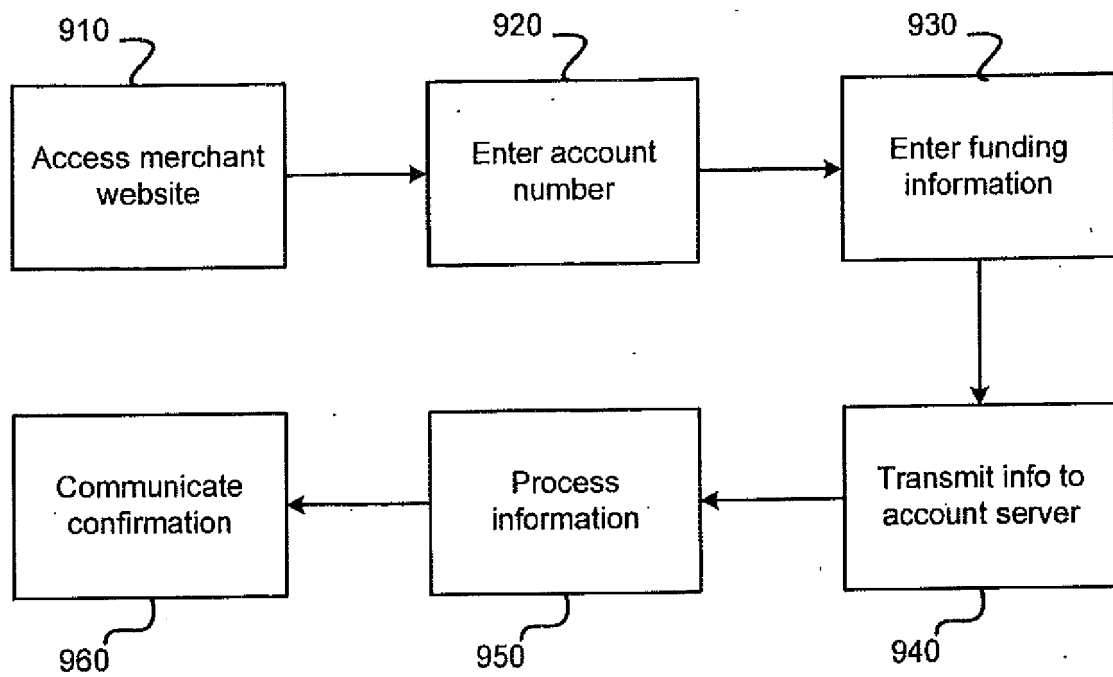 910
920
930
Access merchant
website
Enter account
number
Enter funding
information
Communicate
confirmation
Process
information
Transmit info to
account server
960
950
940